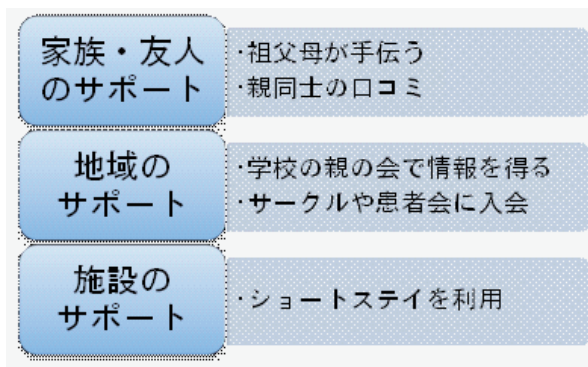 家族・友人
のサポート
・祖父母が手伝う
・親同士の口コミ
地域の
サポート
・学校の親の会で情報を得る
・サークルや患者会に入会
施設の
サポート
・ショートステイを利用